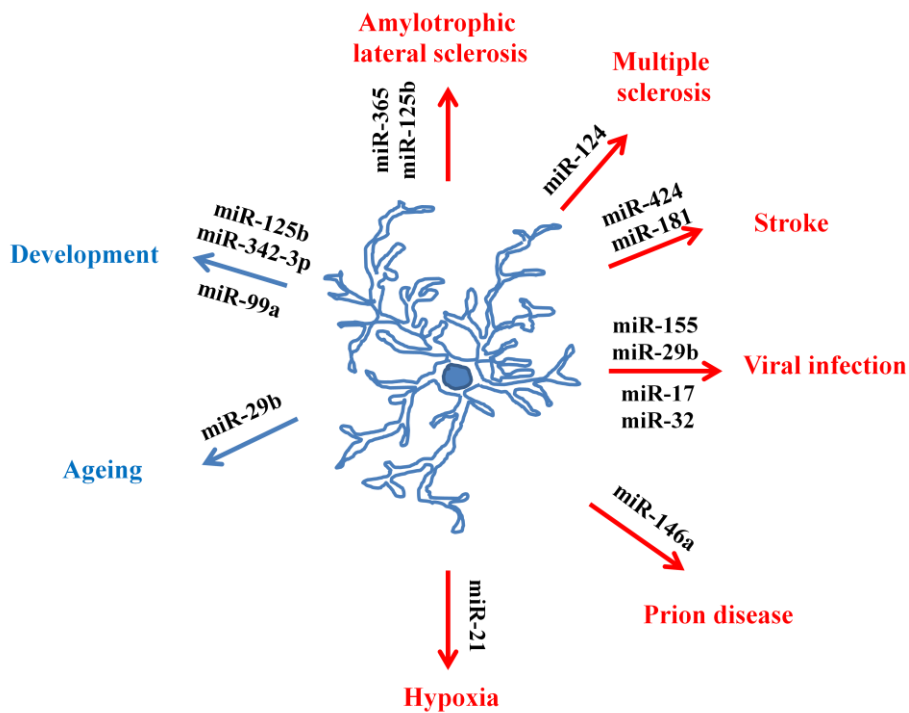 Amylotrophic
lateral sclerosis
miR-365
miR-125b
Multiple
sclerosis
miR-124
miR-424
miR-181
Stroke
miR-155
miR-29b
miR-17
miR-32
Viral infection
miR-146a
Prion disease
miR-21
Hypoxia
miR-29b
Ageing
miR-125b
miR-342-3p
miR-99a
Development